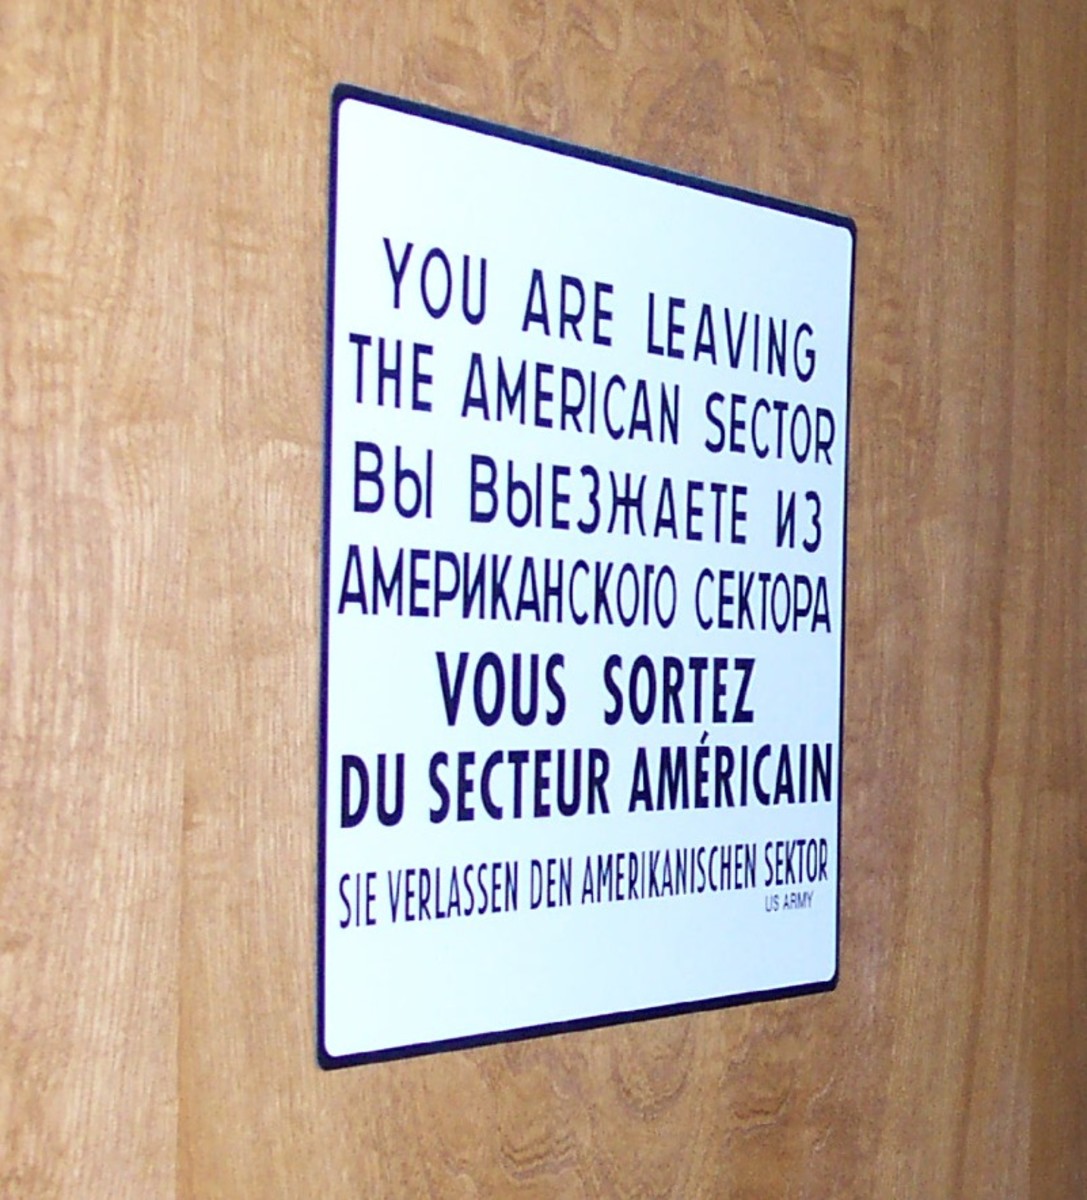 YOU ARE LEAVING
THE AMERICAN SECTOR
ВЫ ВЫЕЗЖАЕТЕ ИЗ
АМЕРИКАНСКОГО СЕКТОРА
VOUS SORTEZ
DU SECTEUR AMÉRICAIN
SIE VERLASSEN DEN AMERIKANISCHEN SEKTOR
US ARMY